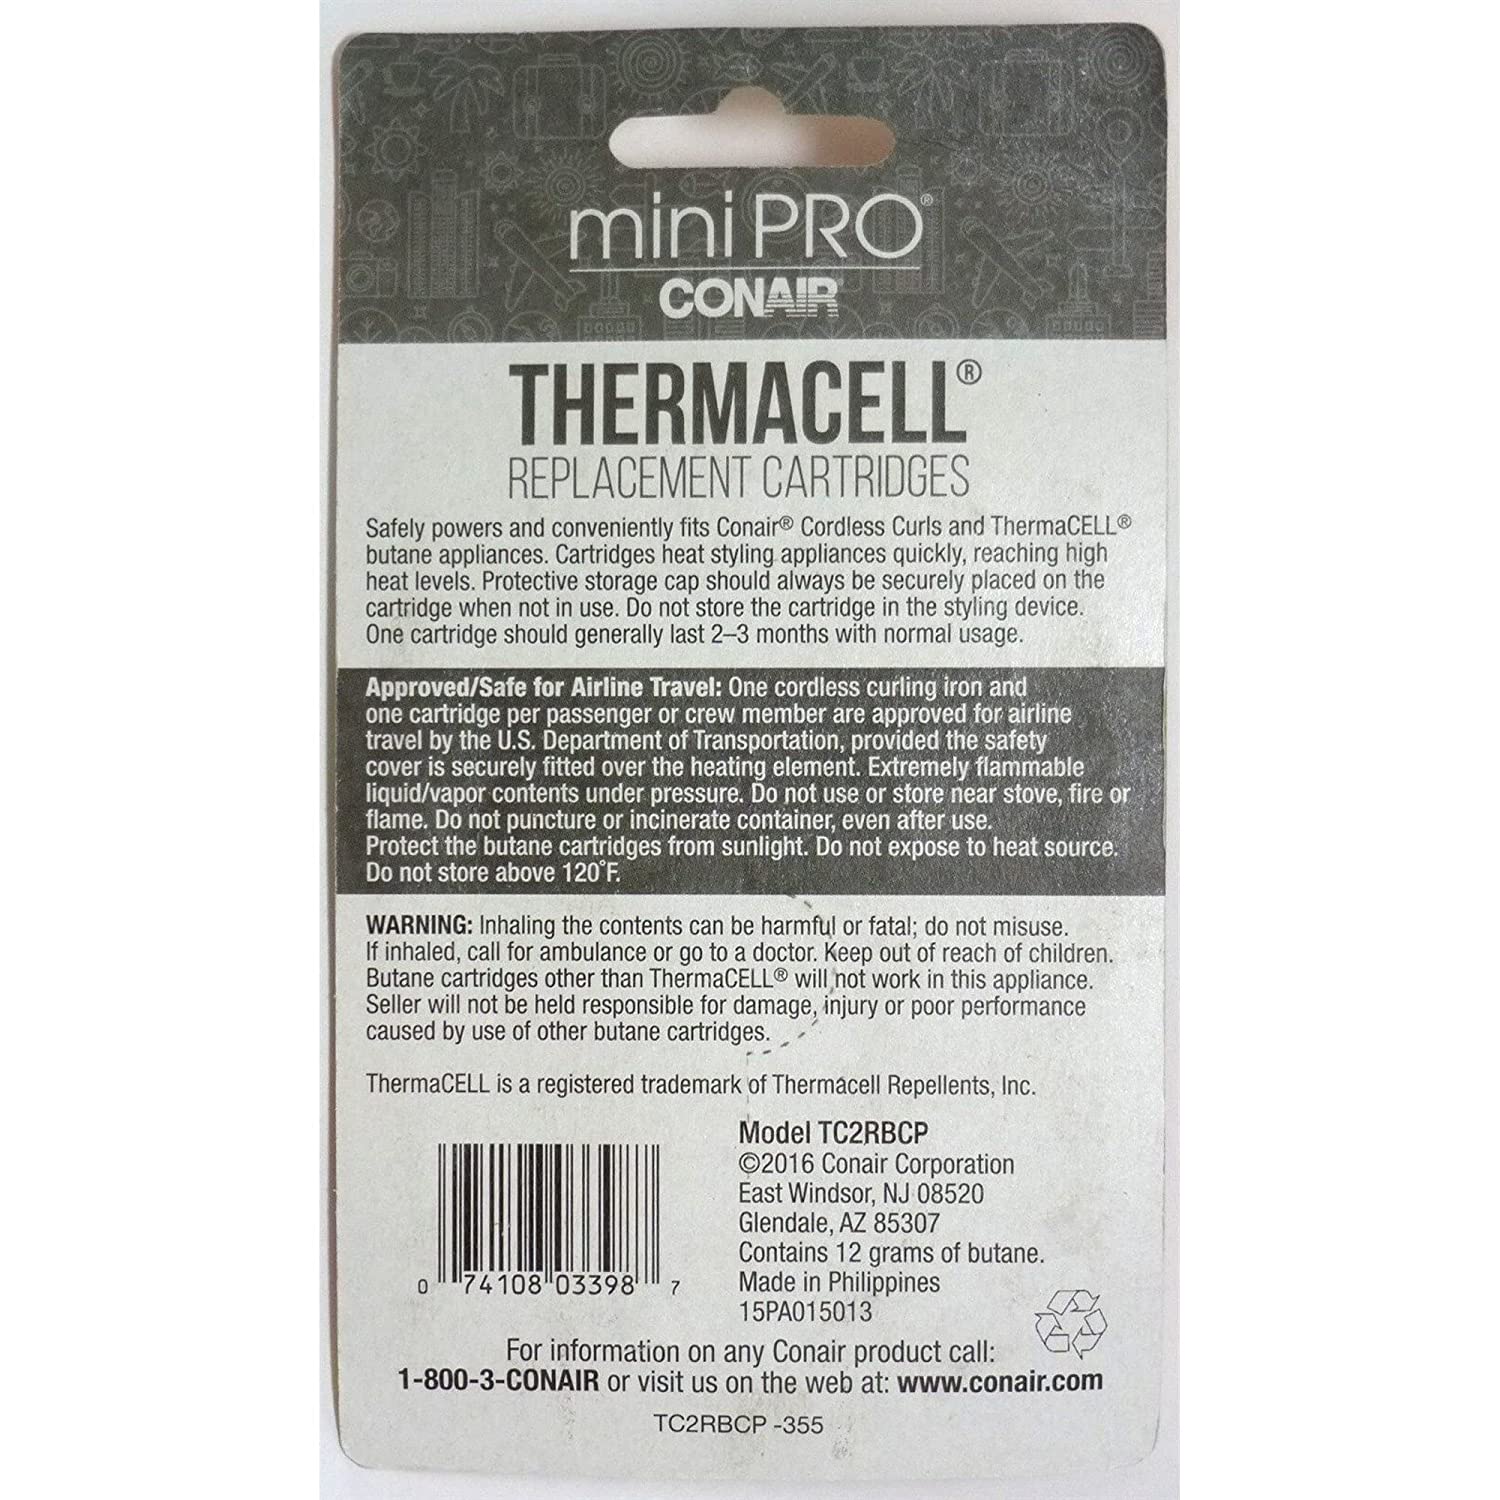 mini PRO®
CONAIR
THERMACELL®
REPLACEMENT CARTRIDGES
Safely powers and conveniently fits Conair® Cordless Curls and ThermaCELL®
butane appliances. Cartridges heat styling appliances quickly, reaching high
heat levels. Protective storage cap should always be securely placed on the
cartridge when not in use. Do not store the cartridge in the styling device.
One cartridge should generally last 2–3 months with normal usage.
Approved/Safe for Airline Travel: One cordless curling iron and
one cartridge per passenger or crew member are approved for airline
travel by the U.S. Department of Transportation, provided the safety
cover is securely fitted over the heating element. Extremely flammable
liquid/vapor contents under pressure. Do not use or store near stove, fire or
flame. Do not puncture or incinerate container, even after use.
Protect the butane cartridges from sunlight. Do not expose to heat source.
Do not store above 120°F.
WARNING: Inhaling the contents can be harmful or fatal; do not misuse.
If inhaled, call for ambulance or go to a doctor. Keep out of reach of children.
Butane cartridges other than ThermaCELL® will not work in this appliance.
Seller will not be held responsible for damage, injury or poor performance
caused by use of other butane cartridges.
ThermaCELL is a registered trademark of Thermacell Repellents, Inc.
Model TC2RBCP
©2016 Conair Corporation
East Windsor, NJ 08520
Glendale, AZ 85307
Contains 12 grams of butane.
Made in Philippines
15PA015013
0 74108 03398 7
For information on any Conair product call:
1-800-3-CONAIR or visit us on the web at: www.conair.com
TC2RBCP -355